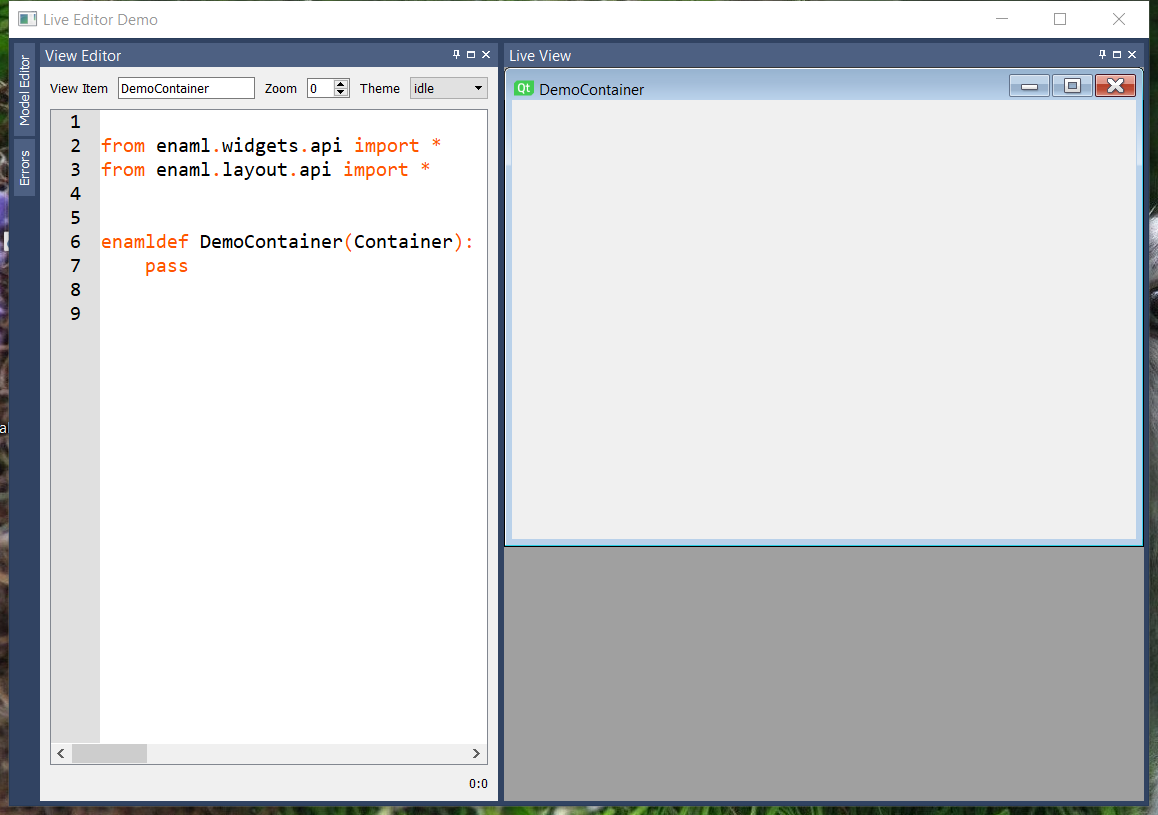 Live Editor Demo
Model Editor
Errors
View Editor
View Item DemoContainer Zoom 0 Theme idle
1
2 from enaml.widgets.api import *
3 from enaml.layout.api import *
4
5
6 enamldef DemoContainer(Container):
7 pass
8
9
0:0
Live View
Qt DemoContainer
al